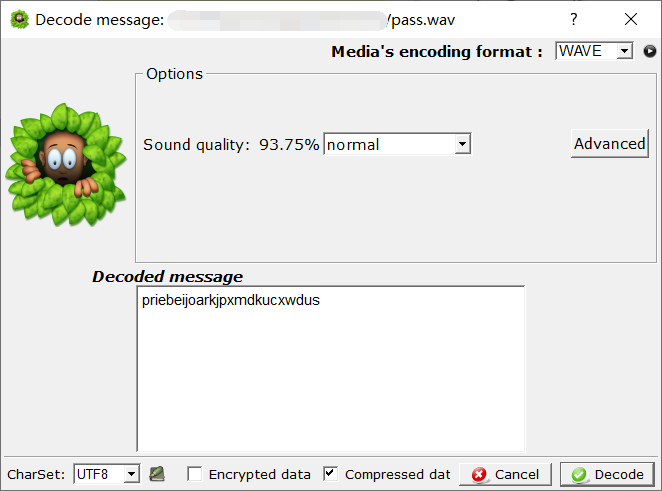 Decode message: /pass.wav
?
Media's encoding format : WAVE
Options
Sound quality: 93.75% normal
Advanced
Decoded message
priebeijoarkjpxmdkucxwdus
CharSet: UTF8 Encrypted data Compressed dat Cancel Decode